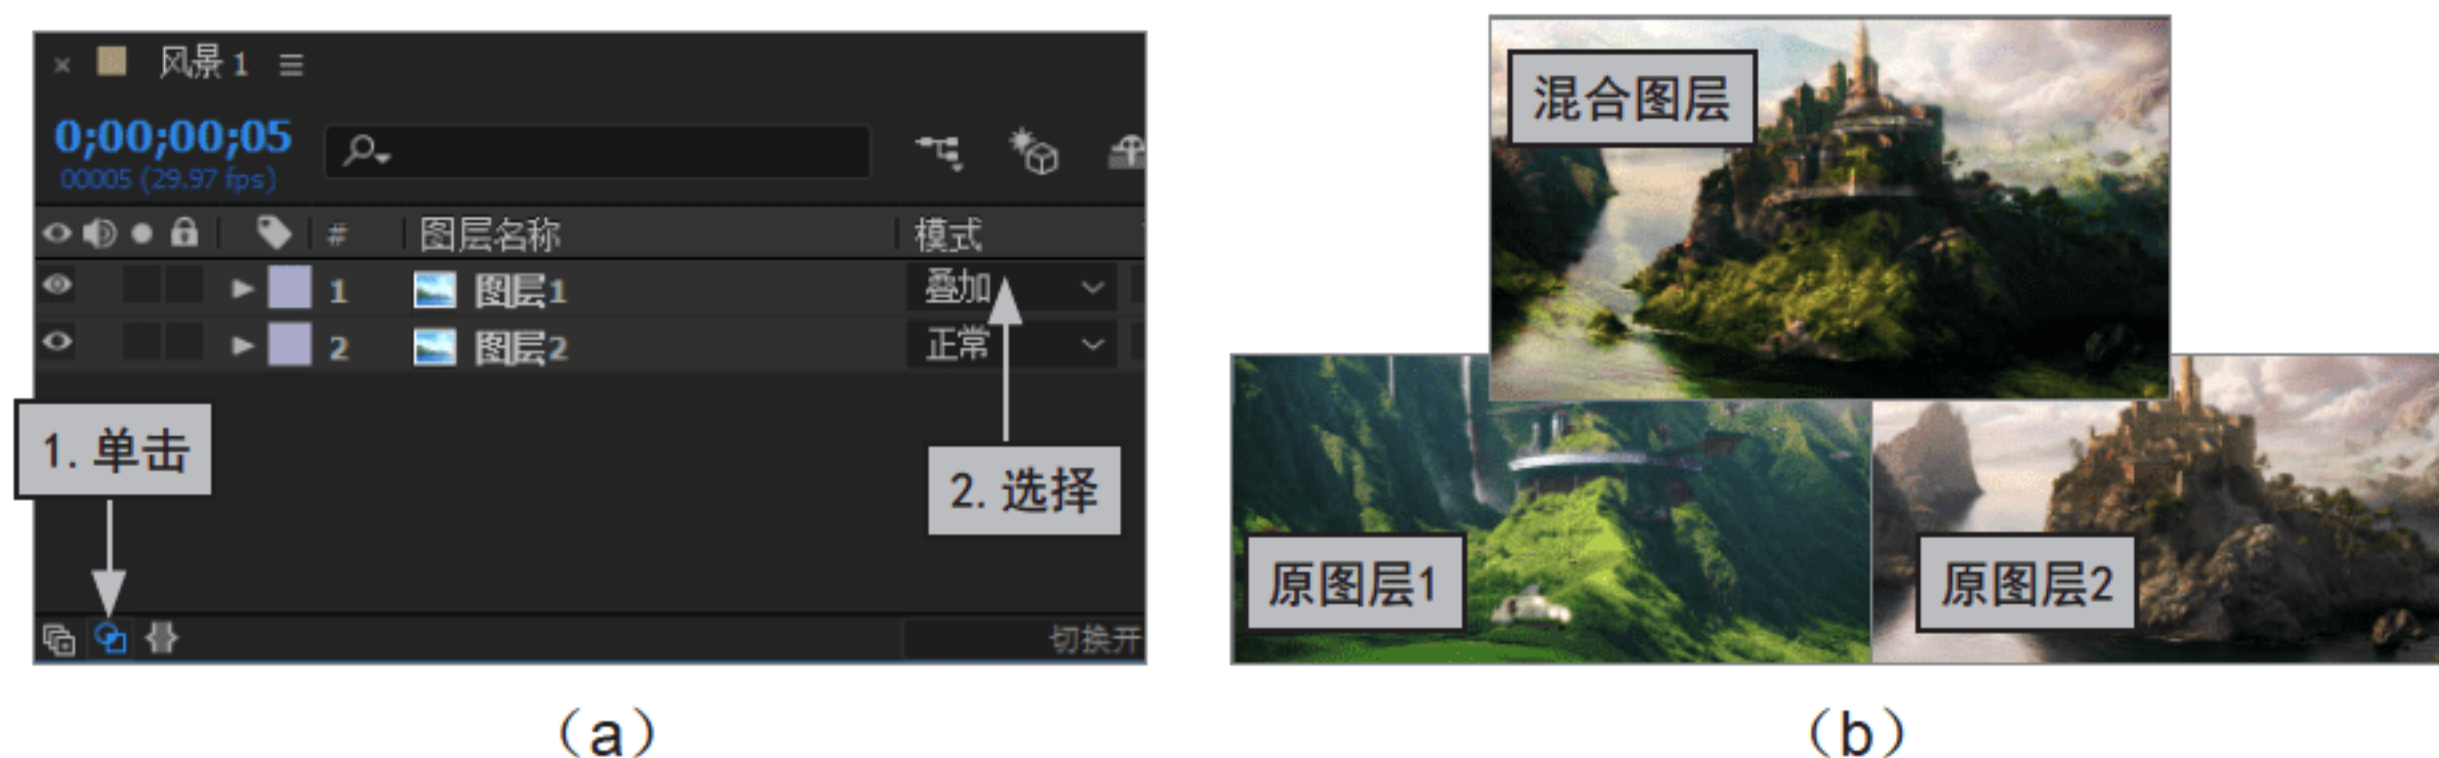 风景 1
0;00;00;05
00005 (29.97 fps)
# 图层名称 模式
1 图层1 叠加
2 图层2 正常
1. 单击
2. 选择
切换开
(a)
混合图层
原图层1
原图层2
(b)